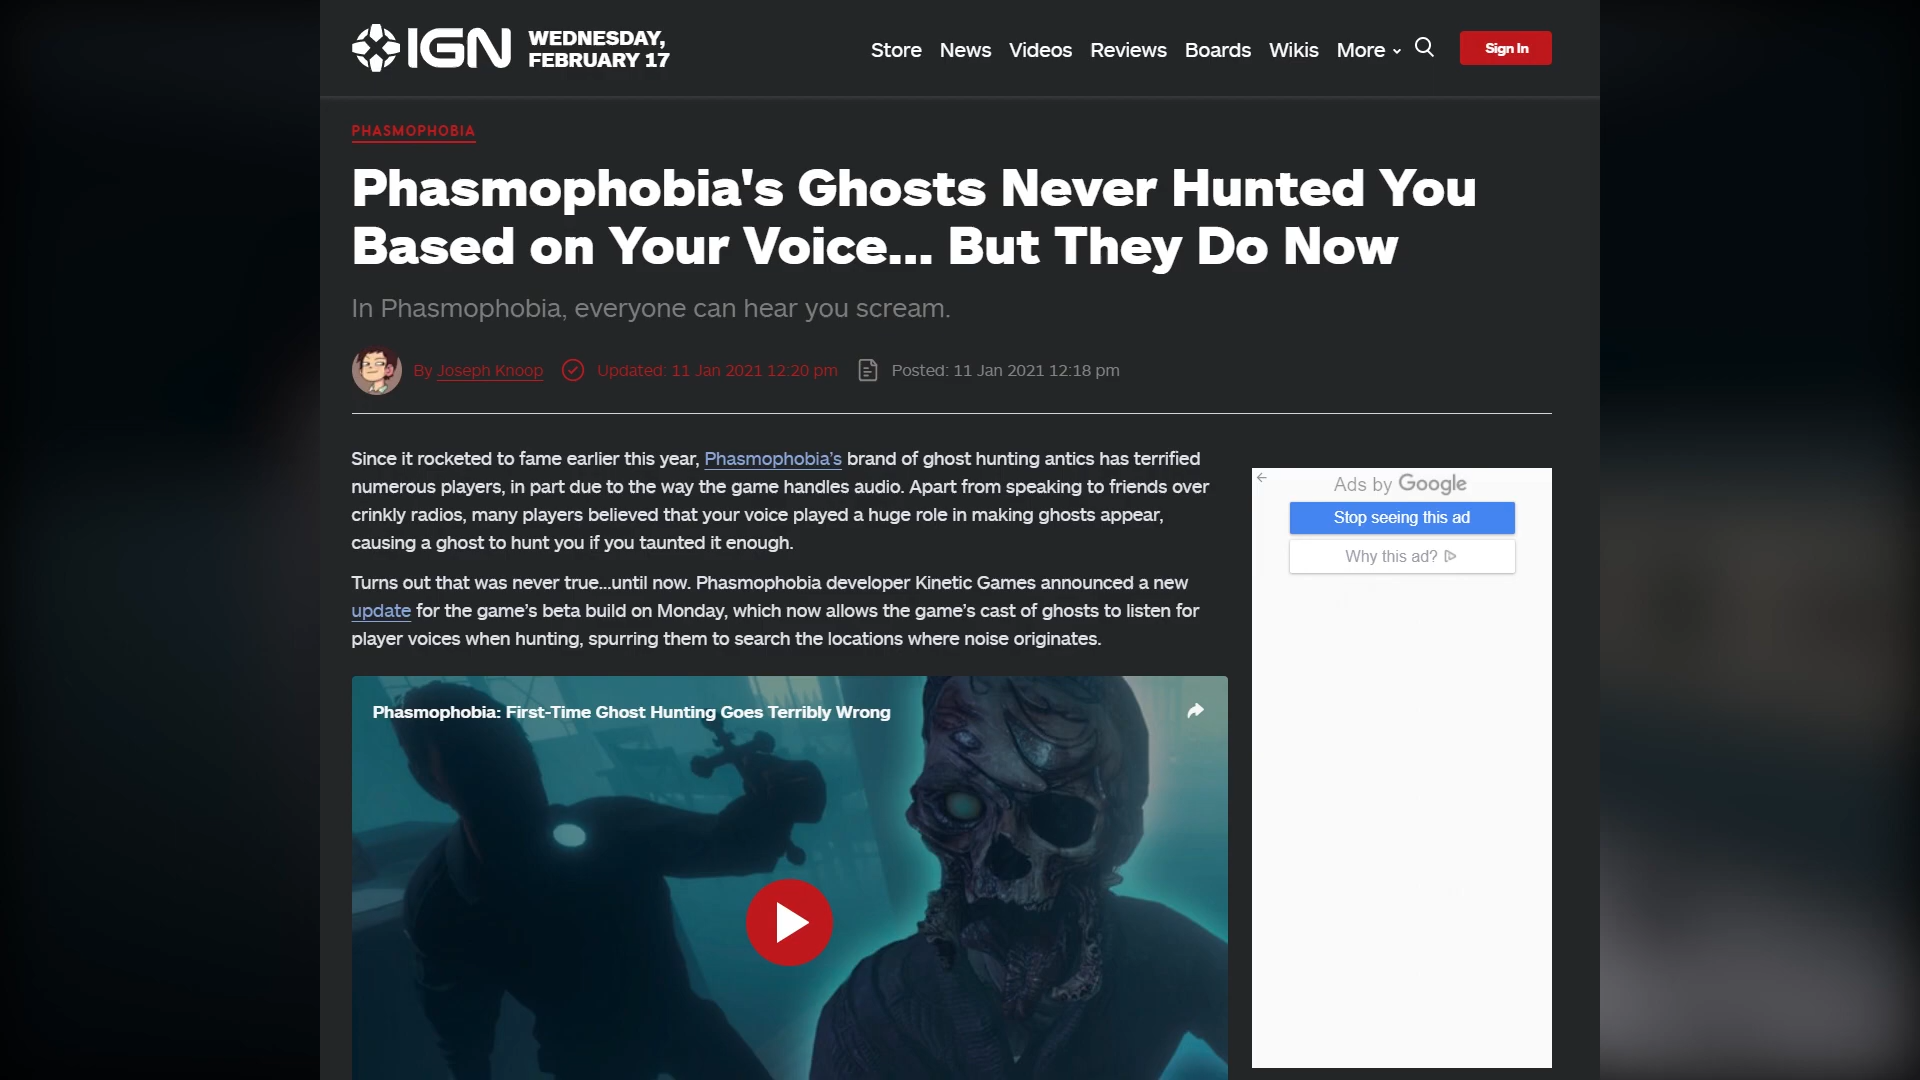 IGN
WEDNESDAY,
FEBRUARY 17
Store News Videos Reviews Boards Wikis More Sign In
PHASMOPHOBIA
Phasmophobia's Ghosts Never Hunted You
Based on Your Voice... But They Do Now
In Phasmophobia, everyone can hear you scream.
By Joseph Knoop Updated: 11 Jan 2021 12:20 pm Posted: 11 Jan 2021 12:18 pm
Since it rocketed to fame earlier this year, Phasmophobia’s brand of ghost hunting antics has terrified
numerous players, in part due to the way the game handles audio. Apart from speaking to friends over
crinkly radios, many players believed that your voice played a huge role in making ghosts appear,
causing a ghost to hunt you if you taunted it enough.
Turns out that was never true...until now. Phasmophobia developer Kinetic Games announced a new
update for the game’s beta build on Monday, which now allows the game’s cast of ghosts to listen for
player voices when hunting, spurring them to search the locations where noise originates.
Phasmophobia: First-Time Ghost Hunting Goes Terribly Wrong
Ads by Google
Stop seeing this ad
Why this ad?